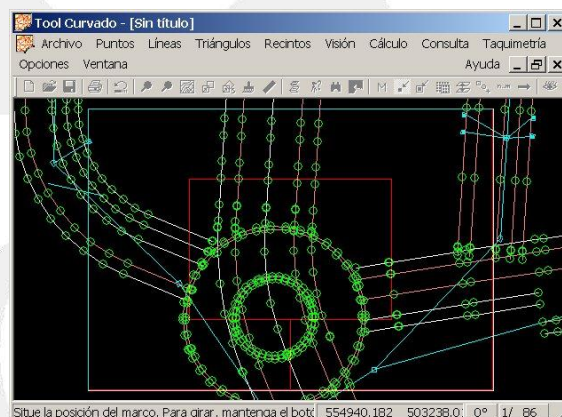 Tool Curvado - [Sin título]
Archivo Puntos Líneas Triángulos Recintos Visión Cálculo Consulta Taquimetría
Opciones Ventana Ayuda
Sitúe la posición del marco. Para girar, mantenga el botó 554940.182 503238.0 0° 1/ 86